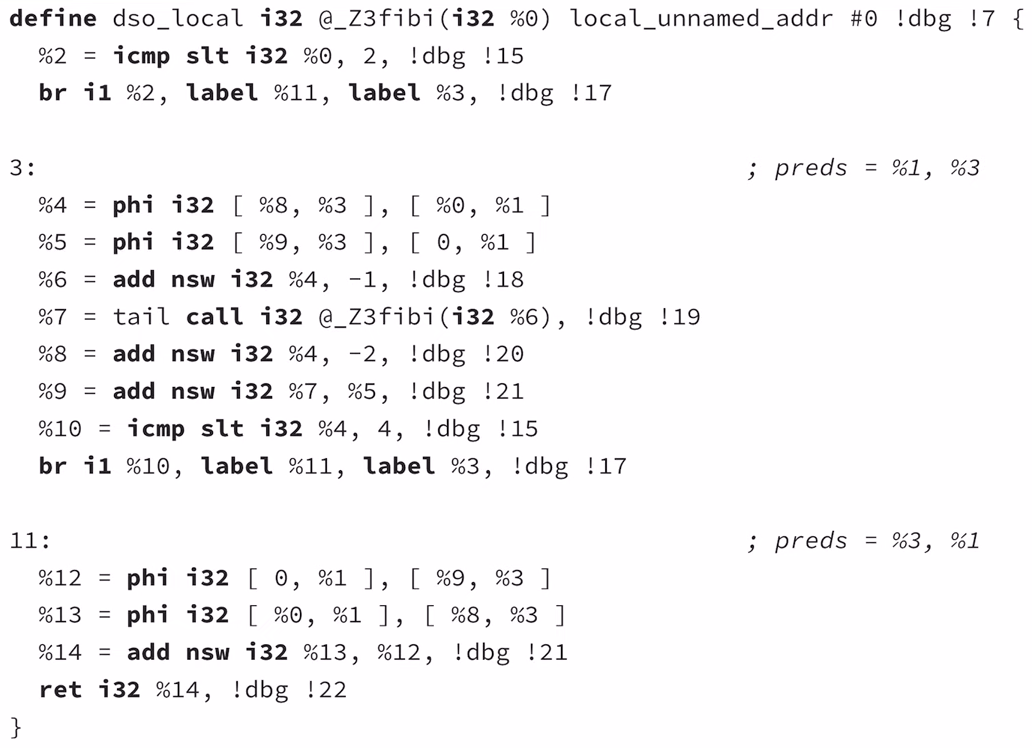 define dso_local i32 @_Z3fibi(i32 %0) local_unnamed_addr #0 !dbg !7 {
  %2 = icmp slt i32 %0, 2, !dbg !15
  br i1 %2, label %11, label %3, !dbg !17
3:                                                ; preds = %1, %3
  %4 = phi i32 [ %8, %3 ], [ %0, %1 ]
  %5 = phi i32 [ %9, %3 ], [ 0, %1 ]
  %6 = add nsw i32 %4, -1, !dbg !18
  %7 = tail call i32 @_Z3fibi(i32 %6), !dbg !19
  %8 = add nsw i32 %4, -2, !dbg !20
  %9 = add nsw i32 %7, %5, !dbg !21
  %10 = icmp slt i32 %4, 4, !dbg !15
  br i1 %10, label %11, label %3, !dbg !17
11:                                               ; preds = %3, %1
  %12 = phi i32 [ 0, %1 ], [ %9, %3 ]
  %13 = phi i32 [ %0, %1 ], [ %8, %3 ]
  %14 = add nsw i32 %13, %12, !dbg !21
  ret i32 %14, !dbg !22
}